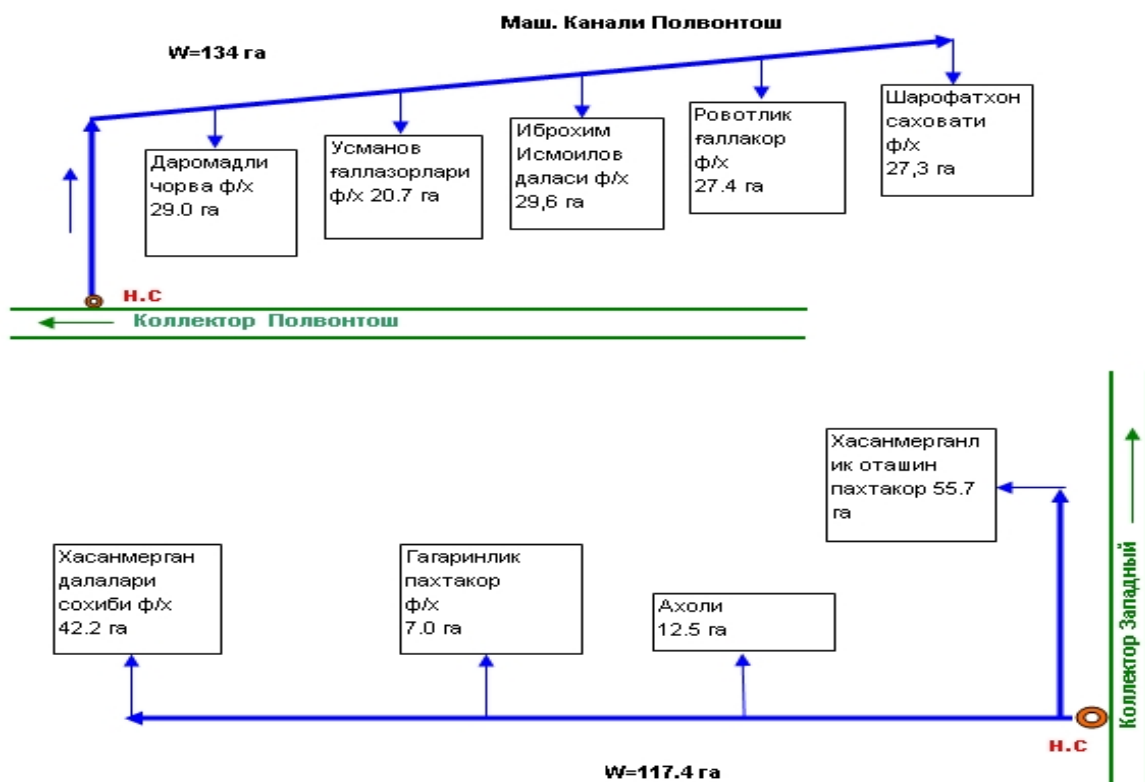 Маш. Канали Полвонтош
W=134 га
Даромадли
чорва ф/х
29.0 га
Усманов
ғаллазорлари
ф/х 20.7 га
Иброхим
Исмоилов
даласи ф/х
29,6 га
Ровотлик
ғаллакор
ф/х
27.4 га
Шарофатхон
саховати
ф/х
27,3 га
н.с
Коллектор Полвонтош
Хасанмерганл
ик оташин
пахтакор 55.7
га
Хасанмерган
далалари
сохиби ф/х
42.2 га
Гагаринлик
пахтакор
ф/х
7.0 га
Ахоли
12.5 га
Коллектор Западный
н.с
W=117.4 га